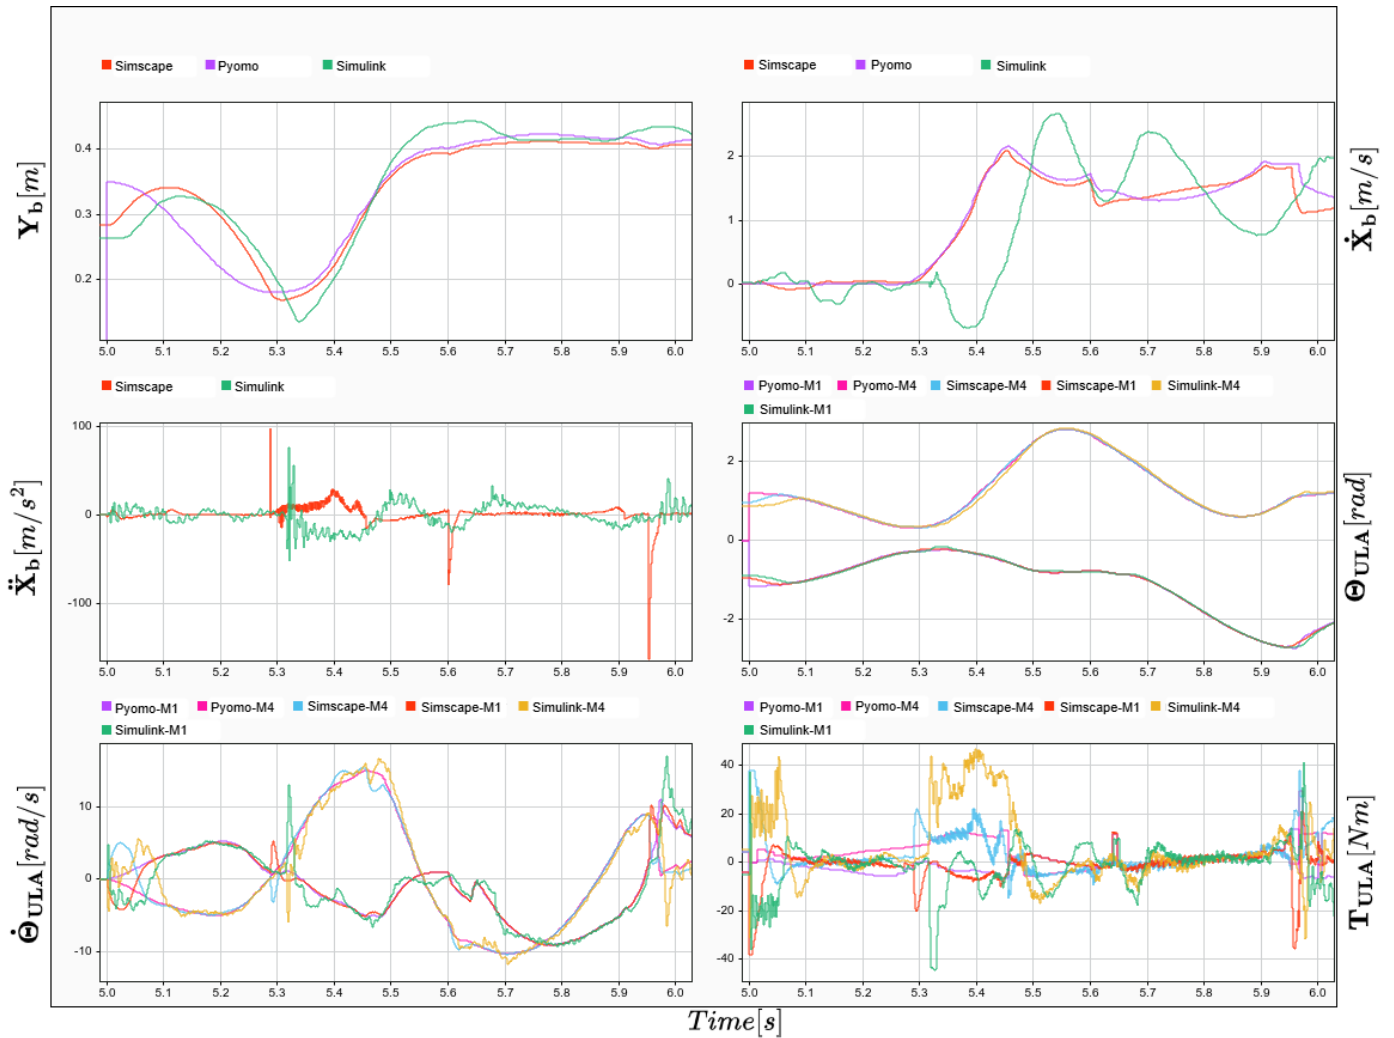 Simscape Pyomo Simulink
Simscape Pyomo Simulink
0.4
0.3
0.2
Y_b[m]
5.0 5.1 5.2 5.3 5.4 5.5 5.6 5.7 5.8 5.9 6.0
2
1
0
Ẋ_b[m/s]
5.0 5.1 5.2 5.3 5.4 5.5 5.6 5.7 5.8 5.9 6.0
Simscape Simulink
100
0
-100
Ẍ_b[m/s²]
5.0 5.1 5.2 5.3 5.4 5.5 5.6 5.7 5.8 5.9 6.0
Pyomo-M1 Pyomo-M4 Simscape-M4 Simscape-M1 Simulink-M4
Simulink-M1
2
0
-2
Θ_ULA[rad]
5.0 5.1 5.2 5.3 5.4 5.5 5.6 5.7 5.8 5.9 6.0
Pyomo-M1 Pyomo-M4 Simscape-M4 Simscape-M1 Simulink-M4
Simulink-M1
10
0
-10
Θ̇_ULA[rad/s]
5.0 5.1 5.2 5.3 5.4 5.5 5.6 5.7 5.8 5.9 6.0
Pyomo-M1 Pyomo-M4 Simscape-M4 Simscape-M1 Simulink-M4
Simulink-M1
40
20
0
-20
-40
T_ULA[Nm]
5.0 5.1 5.2 5.3 5.4 5.5 5.6 5.7 5.8 5.9 6.0
Time[s]